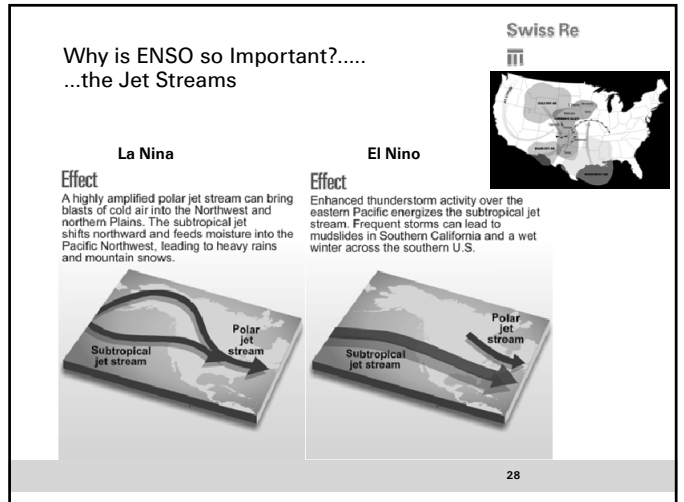 Swiss Re
Why is ENSO so Important?.....
...the Jet Streams
La Nina
Effect
A highly amplified polar jet stream can bring
blasts of cold air into the Northwest and
northern Plains. The subtropical jet
shifts northward and feeds moisture into the
Pacific Northwest, leading to heavy rains
and mountain snows.
Polar
jet
stream
Subtropical
jet stream
El Nino
Effect
Enhanced thunderstorm activity over the
eastern Pacific energizes the subtropical jet
stream. Frequent storms can lead to
mudslides in Southern California and a wet
winter across the southern U.S.
Polar
jet
stream
Subtropical
jet stream
28